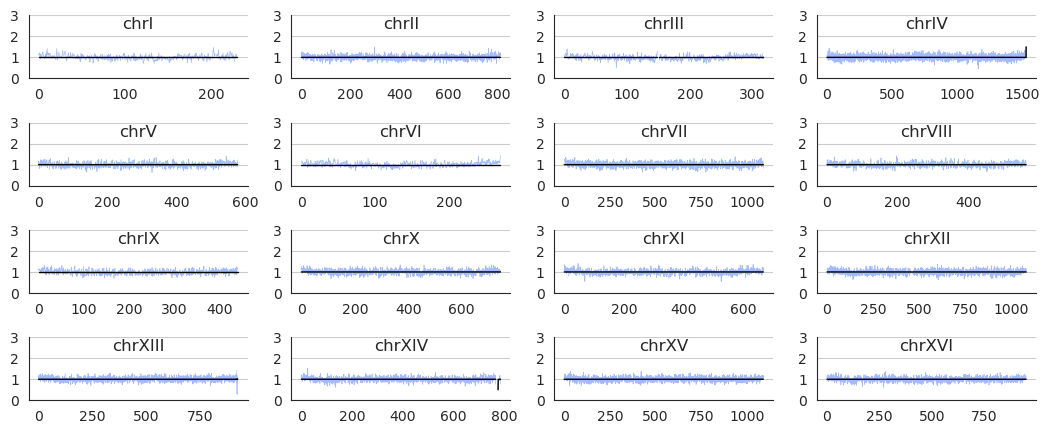 3 chrI 3 chrII 3 chrIII 3 chrIV
2 2 2 2
1 1 1 1
0 0 0 0
0 100 200 0 200 400 600 800 0 100 200 300 0 500 1000 1500
3 chrV 3 chrVI 3 chrVII 3 chrVIII
2 2 2 2
1 1 1 1
0 0 0 0
0 200 400 600 0 100 200 0 250 500 750 1000 0 200 400
3 chrIX 3 chrX 3 chrXI 3 chrXII
2 2 2 2
1 1 1 1
0 0 0 0
0 100 200 300 400 0 200 400 600 0 200 400 600 0 250 500 750 1000
3 chrXIII 3 chrXIV 3 chrXV 3 chrXVI
2 2 2 2
1 1 1 1
0 0 0 0
0 250 500 750 0 200 400 600 800 0 250 500 750 1000 0 250 500 750